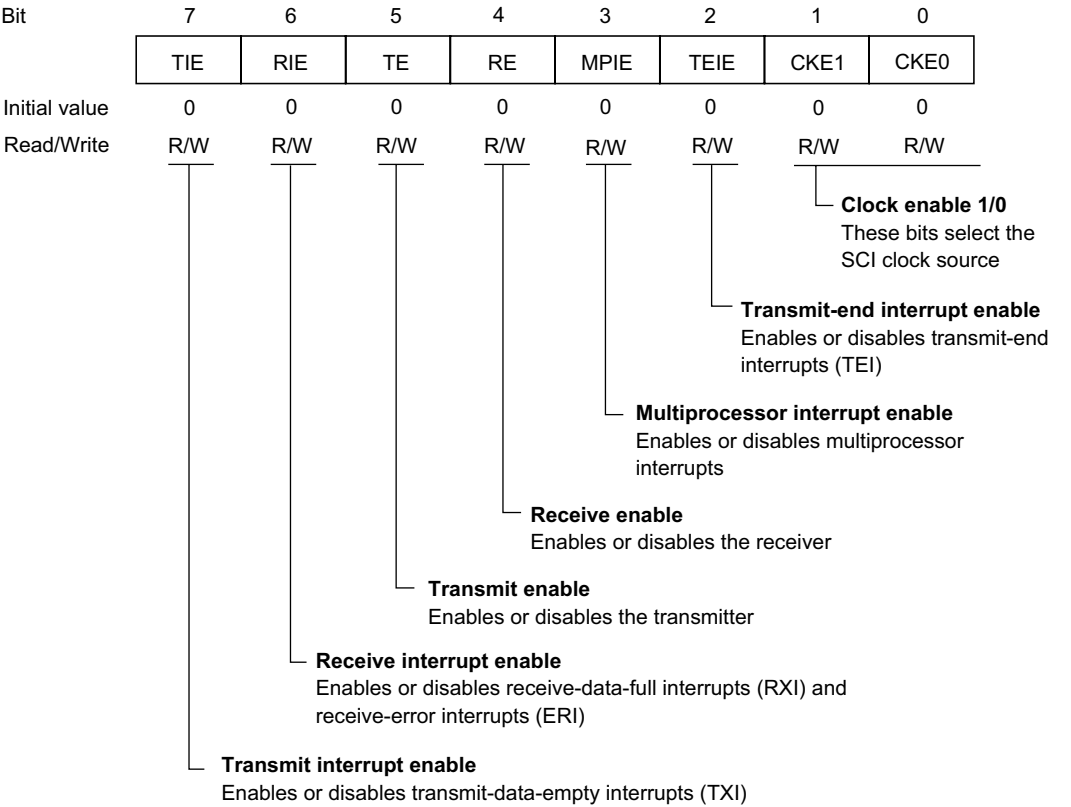 Bit 7 6 5 4 3 2 1 0
TIE RIE TE RE MPIE TEIE CKE1 CKE0
Initial value 0 0 0 0 0 0 0 0
Read/Write R/W R/W R/W R/W R/W R/W R/W R/W
Clock enable 1/0
These bits select the
SCI clock source
Transmit-end interrupt enable
Enables or disables transmit-end
interrupts (TEI)
Multiprocessor interrupt enable
Enables or disables multiprocessor
interrupts
Receive enable
Enables or disables the receiver
Transmit enable
Enables or disables the transmitter
Receive interrupt enable
Enables or disables receive-data-full interrupts (RXI) and
receive-error interrupts (ERI)
Transmit interrupt enable
Enables or disables transmit-data-empty interrupts (TXI)